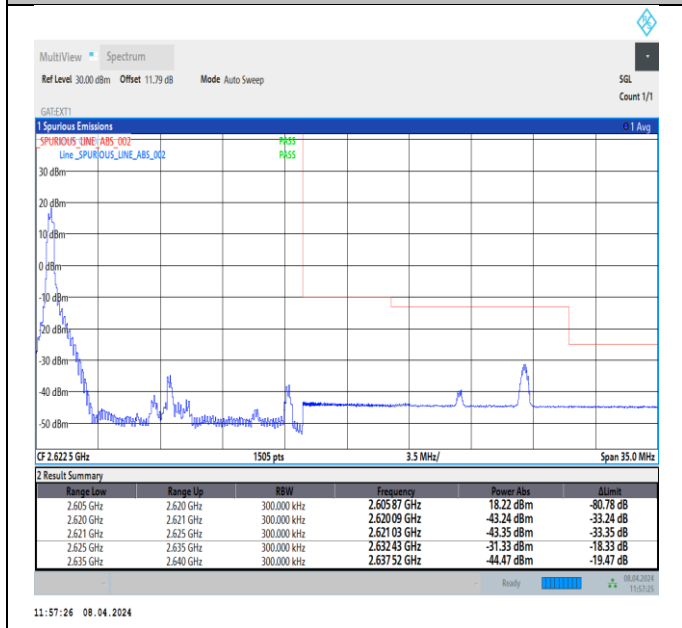 MultiView Spectrum
Ref Level 30.00 dBm Offset 11.79 dB Mode Auto Sweep SGL
Count 1/1
GAT:EXT1
1 Spurious Emissions 1 Avg
_SPURIOUS_LINE_ABS_002 PASS
Line _SPURIOUS_LINE_ABS_002 PASS
30 dBm
20 dBm
10 dBm
0 dBm
-10 dBm
-20 dBm
-30 dBm
-40 dBm
-50 dBm
CF 2.622 5 GHz 1505 pts 3.5 MHz/ Span 35.0 MHz
2 Result Summary
Range Low Range Up RBW Frequency Power Abs ΔLimit
2.605 GHz 2.620 GHz 300.000 kHz 2.605 87 GHz 18.22 dBm -80.78 dB
2.620 GHz 2.621 GHz 300.000 kHz 2.620 09 GHz -43.24 dBm -33.24 dB
2.621 GHz 2.625 GHz 300.000 kHz 2.621 03 GHz -43.35 dBm -33.35 dB
2.625 GHz 2.635 GHz 300.000 kHz 2.632 43 GHz -31.33 dBm -18.33 dB
2.635 GHz 2.640 GHz 300.000 kHz 2.637 52 GHz -44.47 dBm -19.47 dB
Ready 08.04.2024
11:57:25
11:57:26 08.04.2024